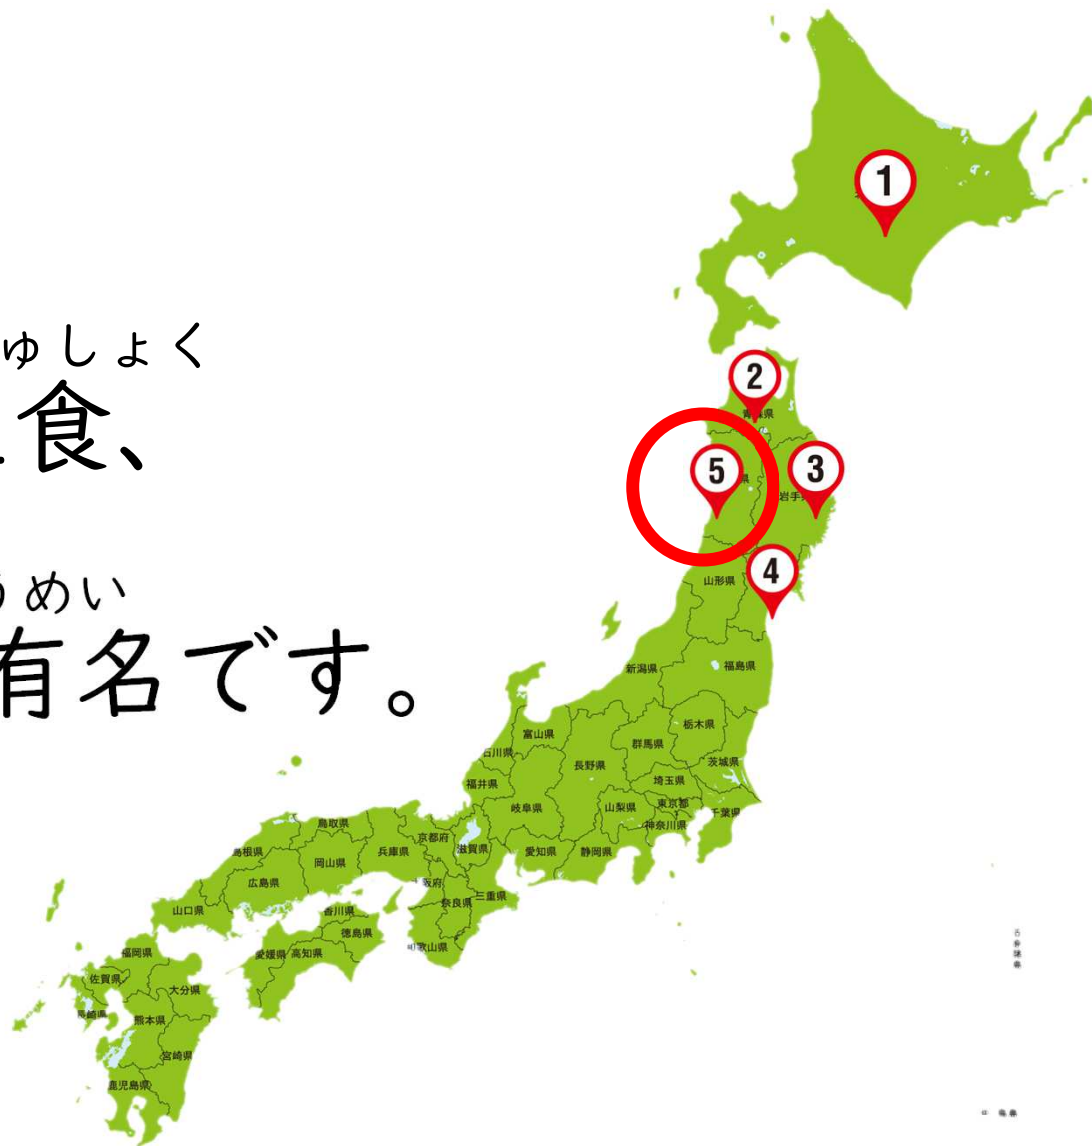 ゅしょく
食、
うめい
有名です。
1
2
青森県
5
県
3
岩手県
4
山形県
新潟県
福島県
栃木県
群馬県
富山県
石川県
長野県
茨城県
福井県
埼玉県
岐阜県
山梨県
東京都
千葉県
神奈川県
鳥取県
京都府
島根県
兵庫県
滋賀県
愛知県
静岡県
岡山県
広島県
阪府
三重県
奈良県
山口県
香川県
徳島県
和歌山県
福岡県
愛媛県
高知県
佐賀県
大分県
長崎県
熊本県
宮崎県
鹿児島県